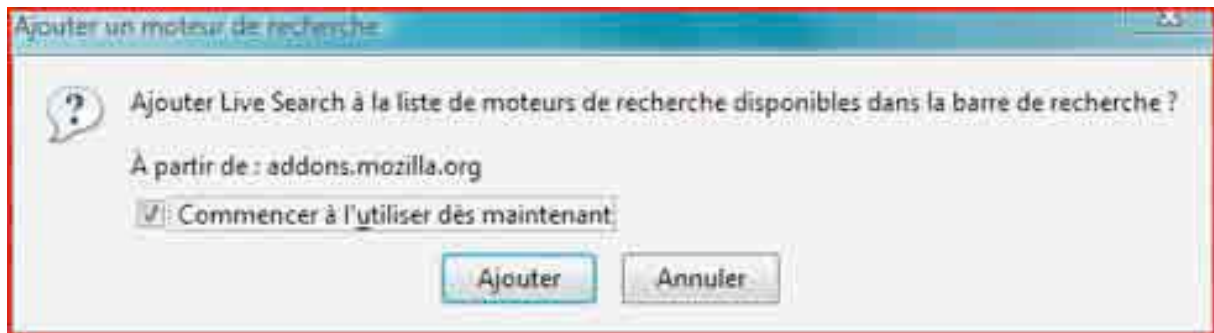 Ajouter un moteur de recherche
Ajouter Live Search à la liste de moteurs de recherche disponibles dans la barre de recherche ?
À partir de : addons.mozilla.org
Commencer à l'utiliser dès maintenant
Ajouter Annuler